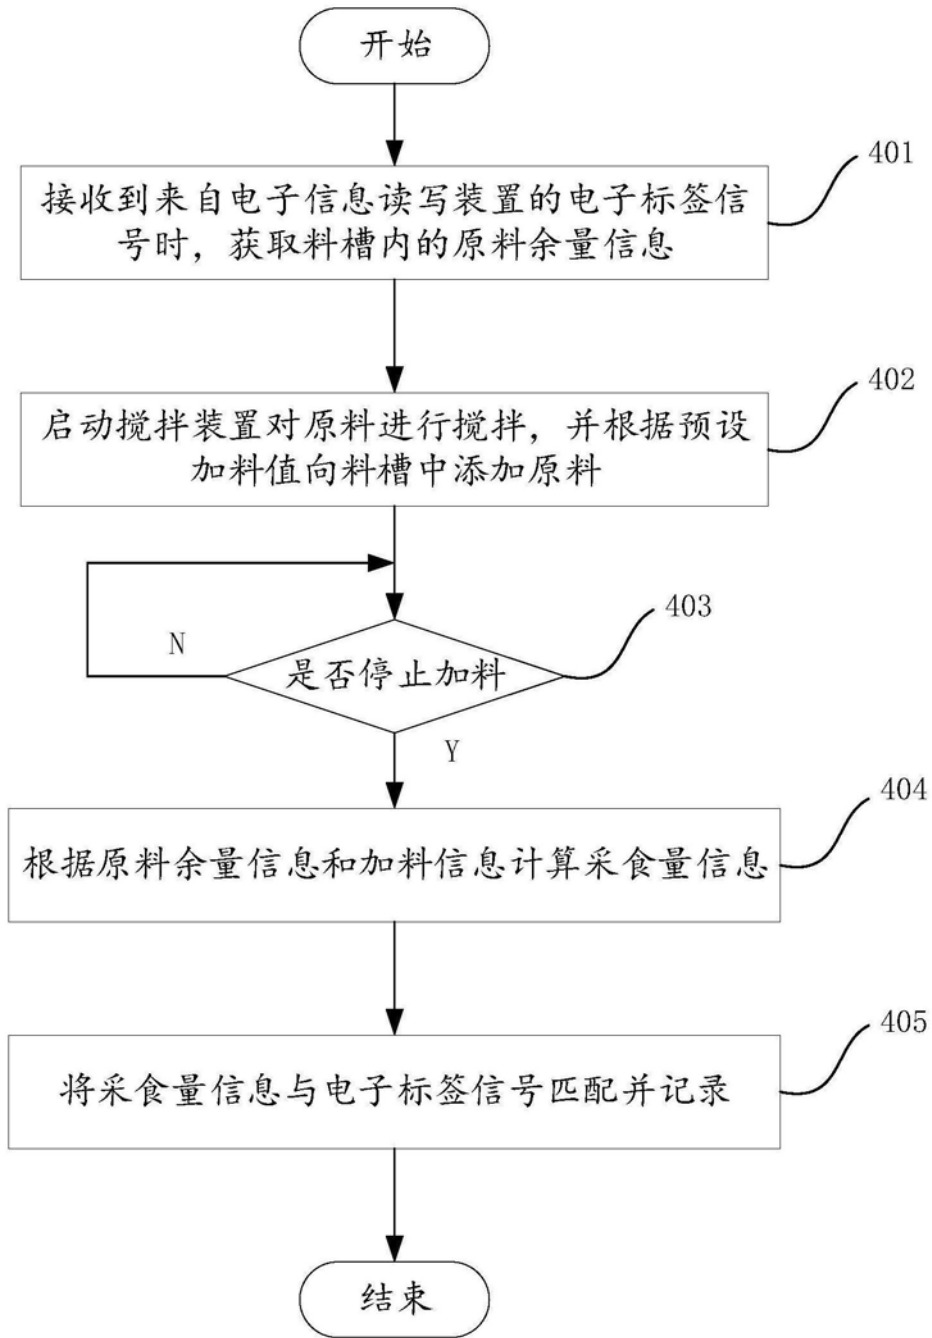 开始
401
接收到来自电子信息读写装置的电子标签信
号时，获取料槽内的原料余量信息
402
启动搅拌装置对原料进行搅拌，并根据预设
加料值向料槽中添加原料
403
N
是否停止加料
Y
404
根据原料余量信息和加料信息计算采食量信息
405
将采食量信息与电子标签信号匹配并记录
结束